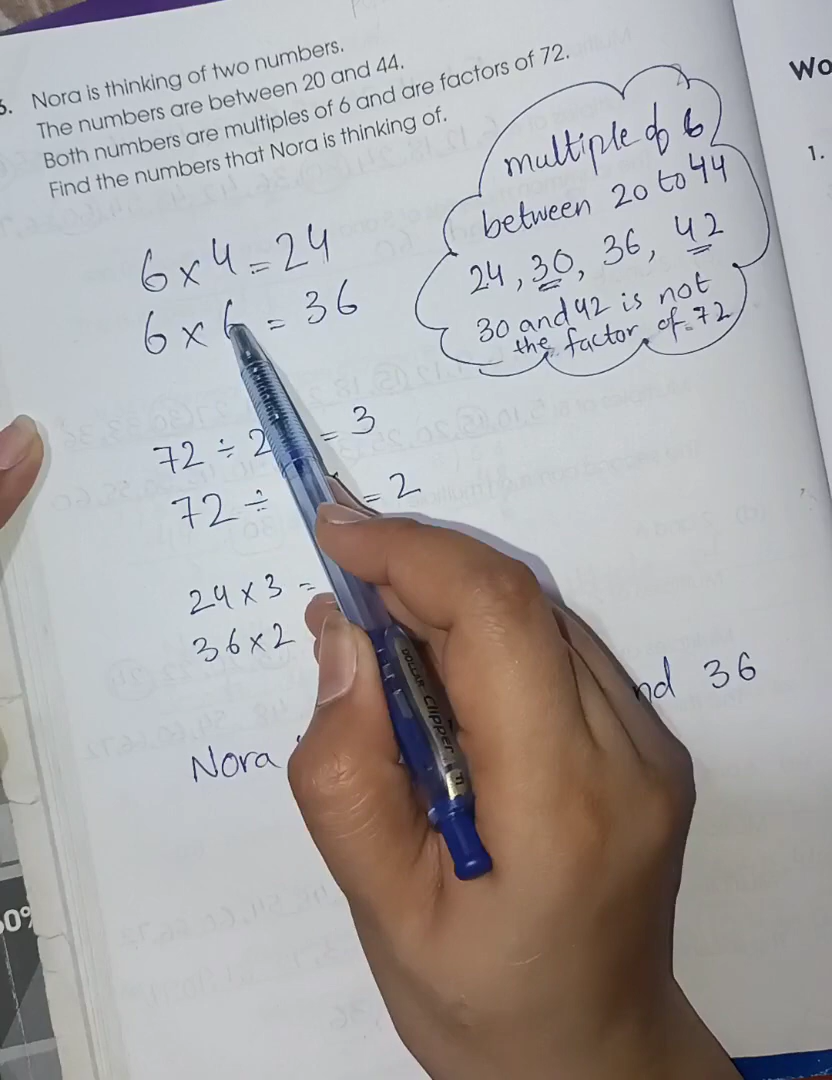 6. Nora is thinking of two numbers.
The numbers are between 20 and 44.
Both numbers are multiples of 6 and are factors of 72.
Find the numbers that Nora is thinking of.
multiple of 6
between 20 to 44
24, 30, 36, 42
30 and 42 is not
the factor of 72
6 × 4 = 24
6 × 6 = 36
72 ÷ 2 = 3
72 ÷ = 2
24 × 3 =
36 × 2
Nora nd 36
DOLLAR Clipper
Wo
1.